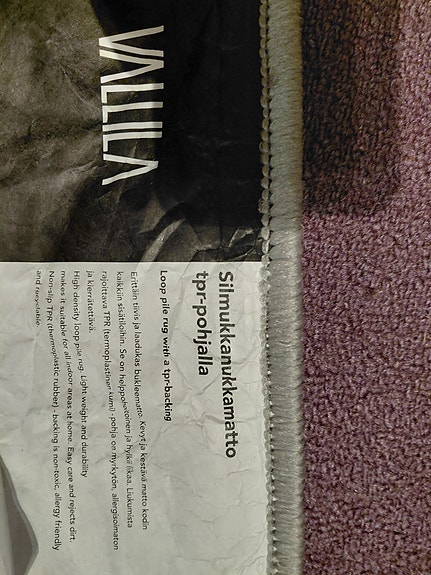 VALLILA
Silmukkanukkamatto
tpr-pohjalla
Loop pile rug with a tpr-backing
Erittäin tiivis ja laadukas bukleematto. Kevyt ja kestävä matto kodin
kaikkiin sisätiloihin. Se on helppohoitoinen ja hylkii likaa. Liukumista
rajoittava TPR (termoplastinen kumi) -pohja on myrkytön, allergisoimaton
ja kierrätettävä.
High density loop pile rug. Light weight and durability
makes it suitable for all indoor areas at home. Easy care and rejects dirt.
Non-slip TPR (thermoplastic rubber) - backing is non-toxic, allergy friendly
and recyclable.